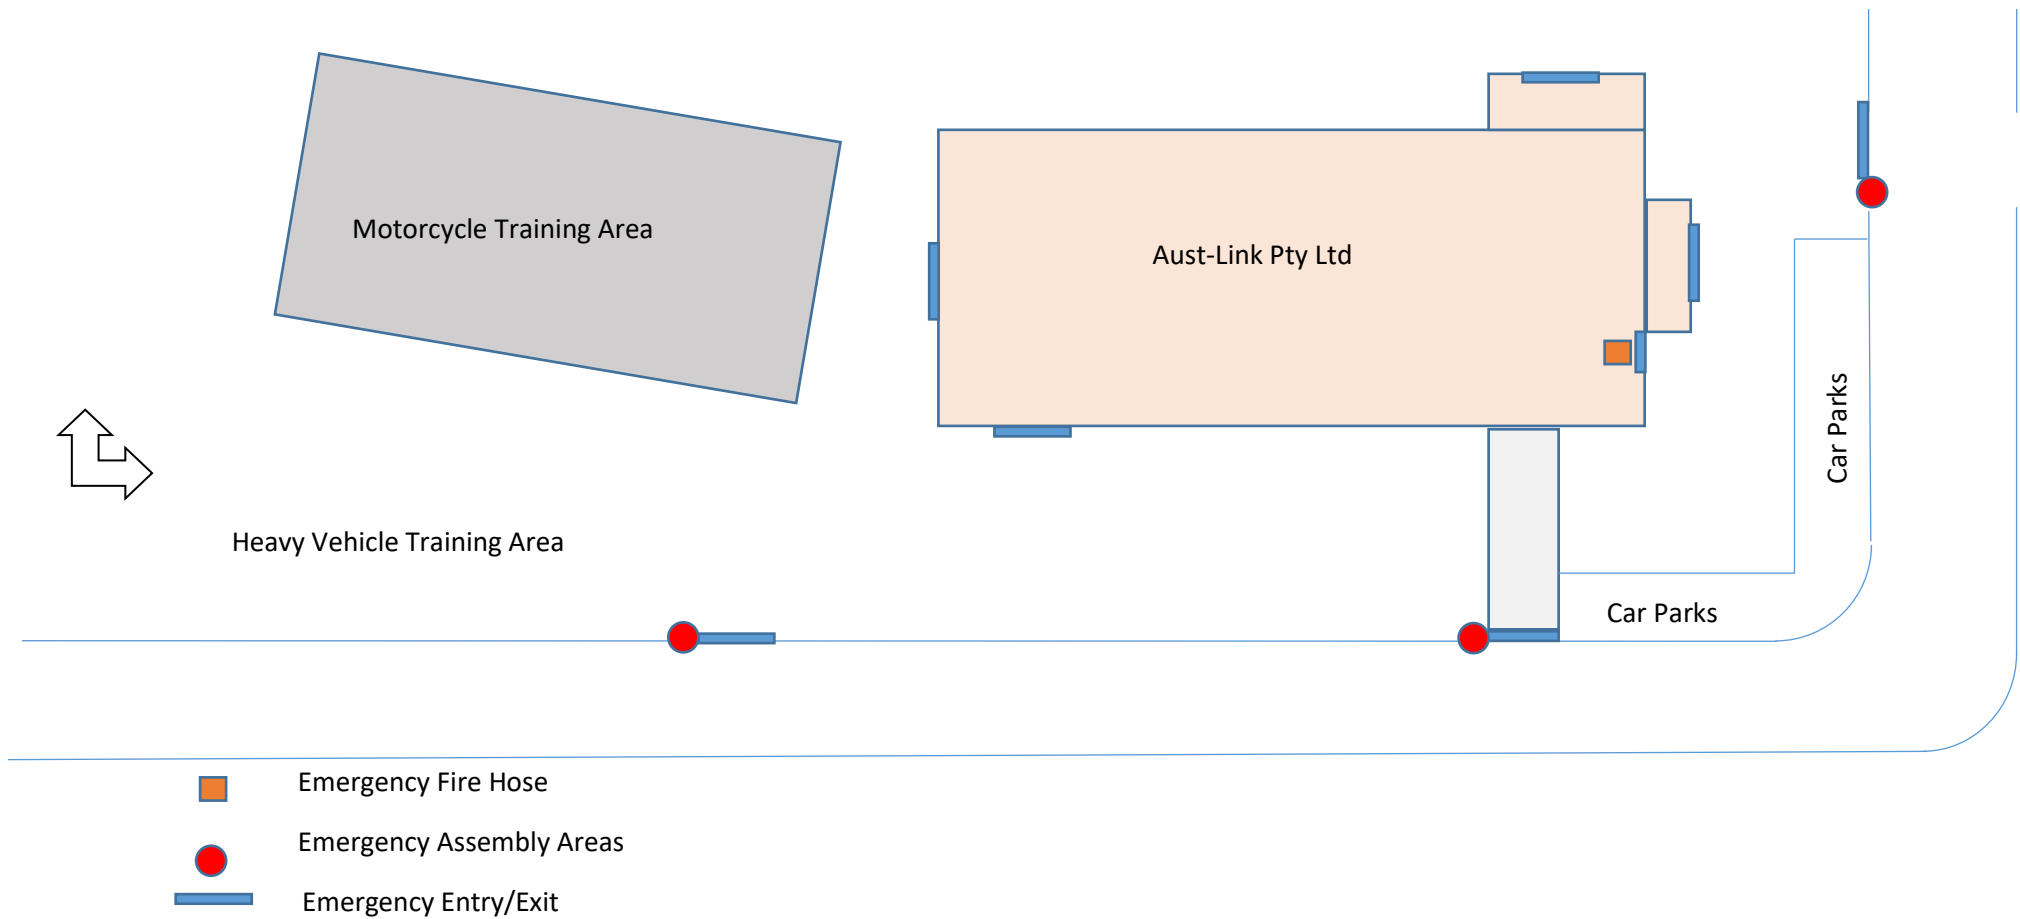 Motorcycle Training Area
Aust-Link Pty Ltd
Car Parks
Heavy Vehicle Training Area
Car Parks
Emergency Fire Hose
Emergency Assembly Areas
Emergency Entry/Exit